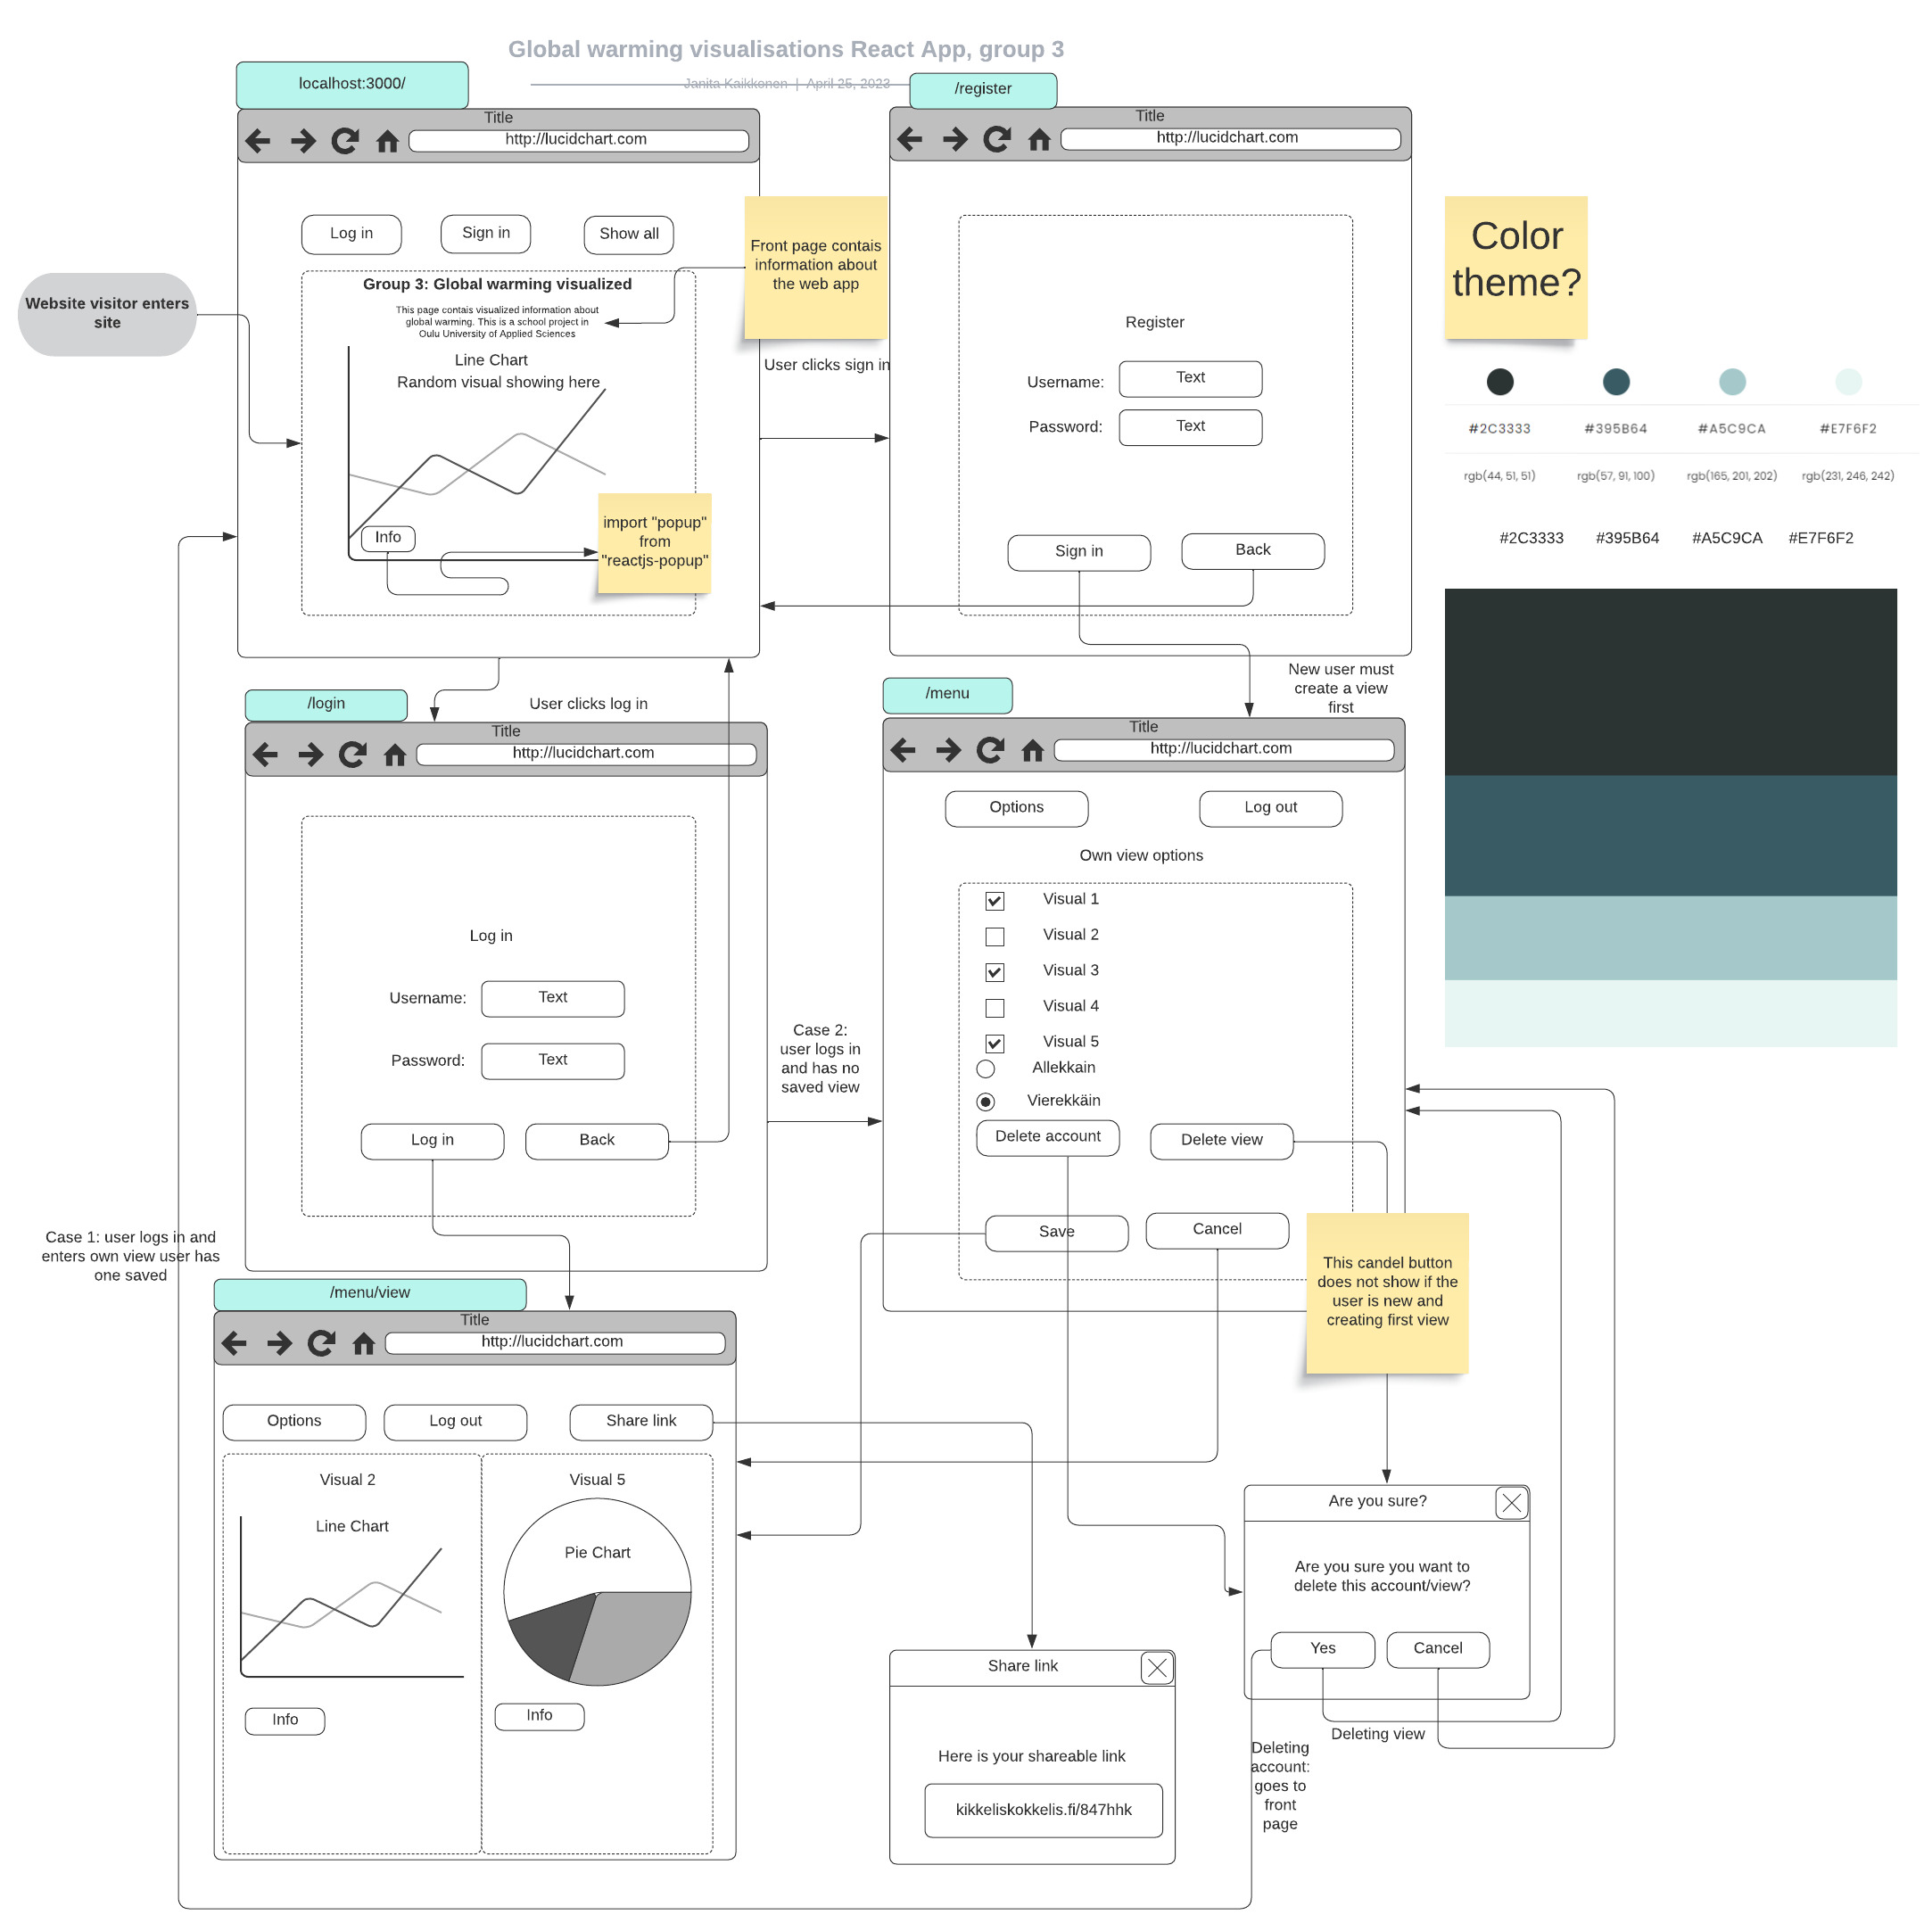 Global warming visualisations React App, group 3
Janita Kaikkonen | April 25, 2023
localhost:3000/
Title
http://lucidchart.com
Log in
Sign in
Show all
Group 3: Global warming visualized
This page contais visualized information about
global warming. This is a school project in
Oulu University of Applied Sciences
Line Chart
Random visual showing here
Info
import "popup"
from
"reactjs-popup"
Website visitor enters
site
Front page contais
information about
the web app
User clicks sign in
/register
Title
http://lucidchart.com
Register
Username:
Text
Password:
Text
Sign in
Back
Color
theme?
#2C3333
#395B64
#A5C9CA
#E7F6F2
rgb(44, 51, 51)
rgb(57, 91, 100)
rgb(165, 201, 202)
rgb(231, 246, 242)
#2C3333
#395B64
#A5C9CA
#E7F6F2
User clicks log in
New user must
create a view
first
/login
Title
http://lucidchart.com
Log in
Username:
Text
Password:
Text
Log in
Back
Case 2:
user logs in
and has no
saved view
/menu
Title
http://lucidchart.com
Options
Log out
Own view options
Visual 1
Visual 2
Visual 3
Visual 4
Visual 5
Allekkain
Vierekkäin
Delete account
Delete view
Save
Cancel
This candel button
does not show if the
user is new and
creating first view
Case 1: user logs in and
enters own view user has
one saved
/menu/view
Title
http://lucidchart.com
Options
Log out
Share link
Visual 2
Line Chart
Info
Visual 5
Pie Chart
Info
Share link
Here is your shareable link
kikkeliskokkelis.fi/847hhk
Are you sure?
Are you sure you want to
delete this account/view?
Yes
Cancel
Deleting view
Deleting
account:
goes to
front
page